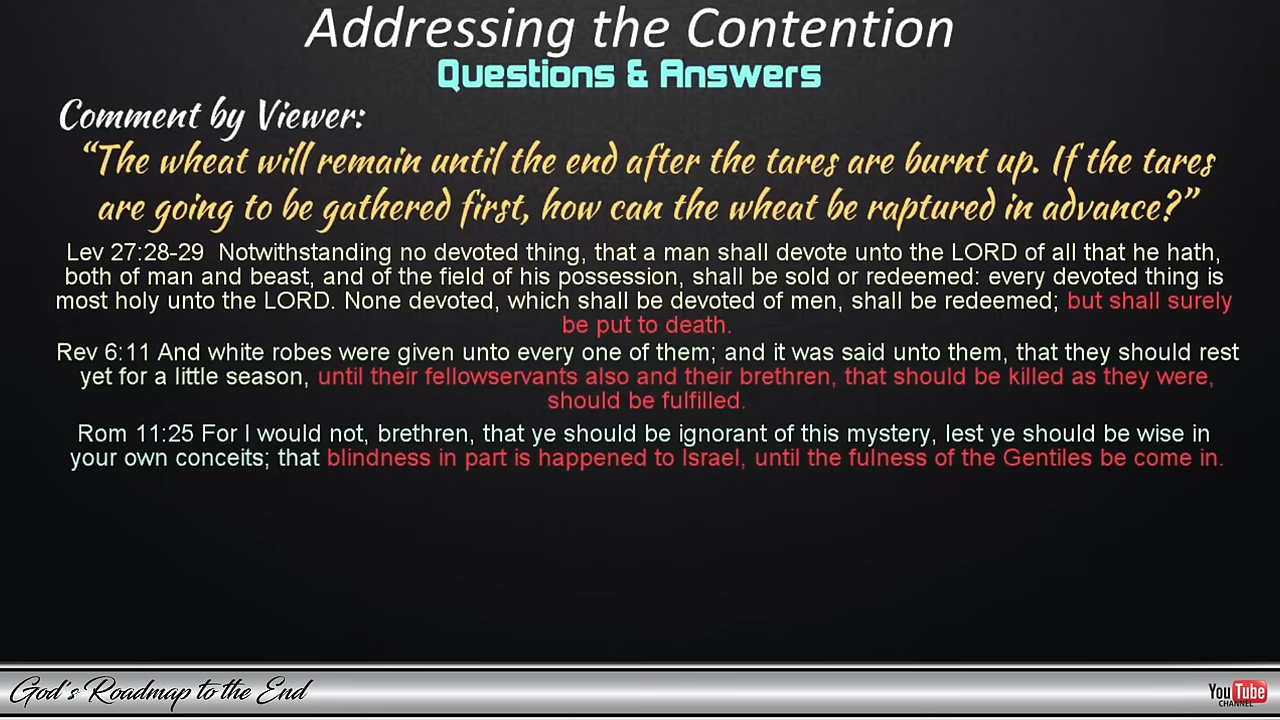 Addressing the Contention
Questions & Answers
Comment by Viewer:
“The wheat will remain until the end after the tares are burnt up. If the tares
are going to be gathered first, how can the wheat be raptured in advance?”
Lev 27:28-29 Notwithstanding no devoted thing, that a man shall devote unto the LORD of all that he hath,
both of man and beast, and of the field of his possession, shall be sold or redeemed: every devoted thing is
most holy unto the LORD. None devoted, which shall be devoted of men, shall be redeemed; but shall surely
be put to death.
Rev 6:11 And white robes were given unto every one of them; and it was said unto them, that they should rest
yet for a little season, until their fellowservants also and their brethren, that should be killed as they were,
should be fulfilled.
Rom 11:25 For I would not, brethren, that ye should be ignorant of this mystery, lest ye should be wise in
your own conceits; that blindness in part is happened to Israel, until the fulness of the Gentiles be come in.
God's Roadmap to the End
YouTube
CHANNEL